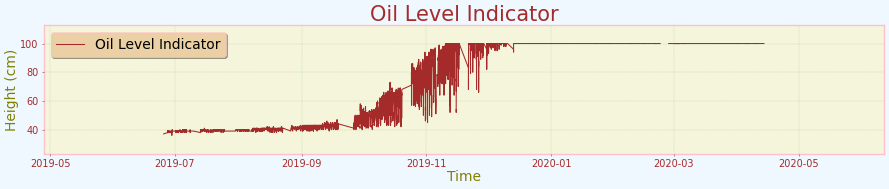 Oil Level Indicator
Oil Level Indicator
Height (cm)
100
80
60
40
2019-05 2019-07 2019-09 2019-11 2020-01 2020-03 2020-05
Time